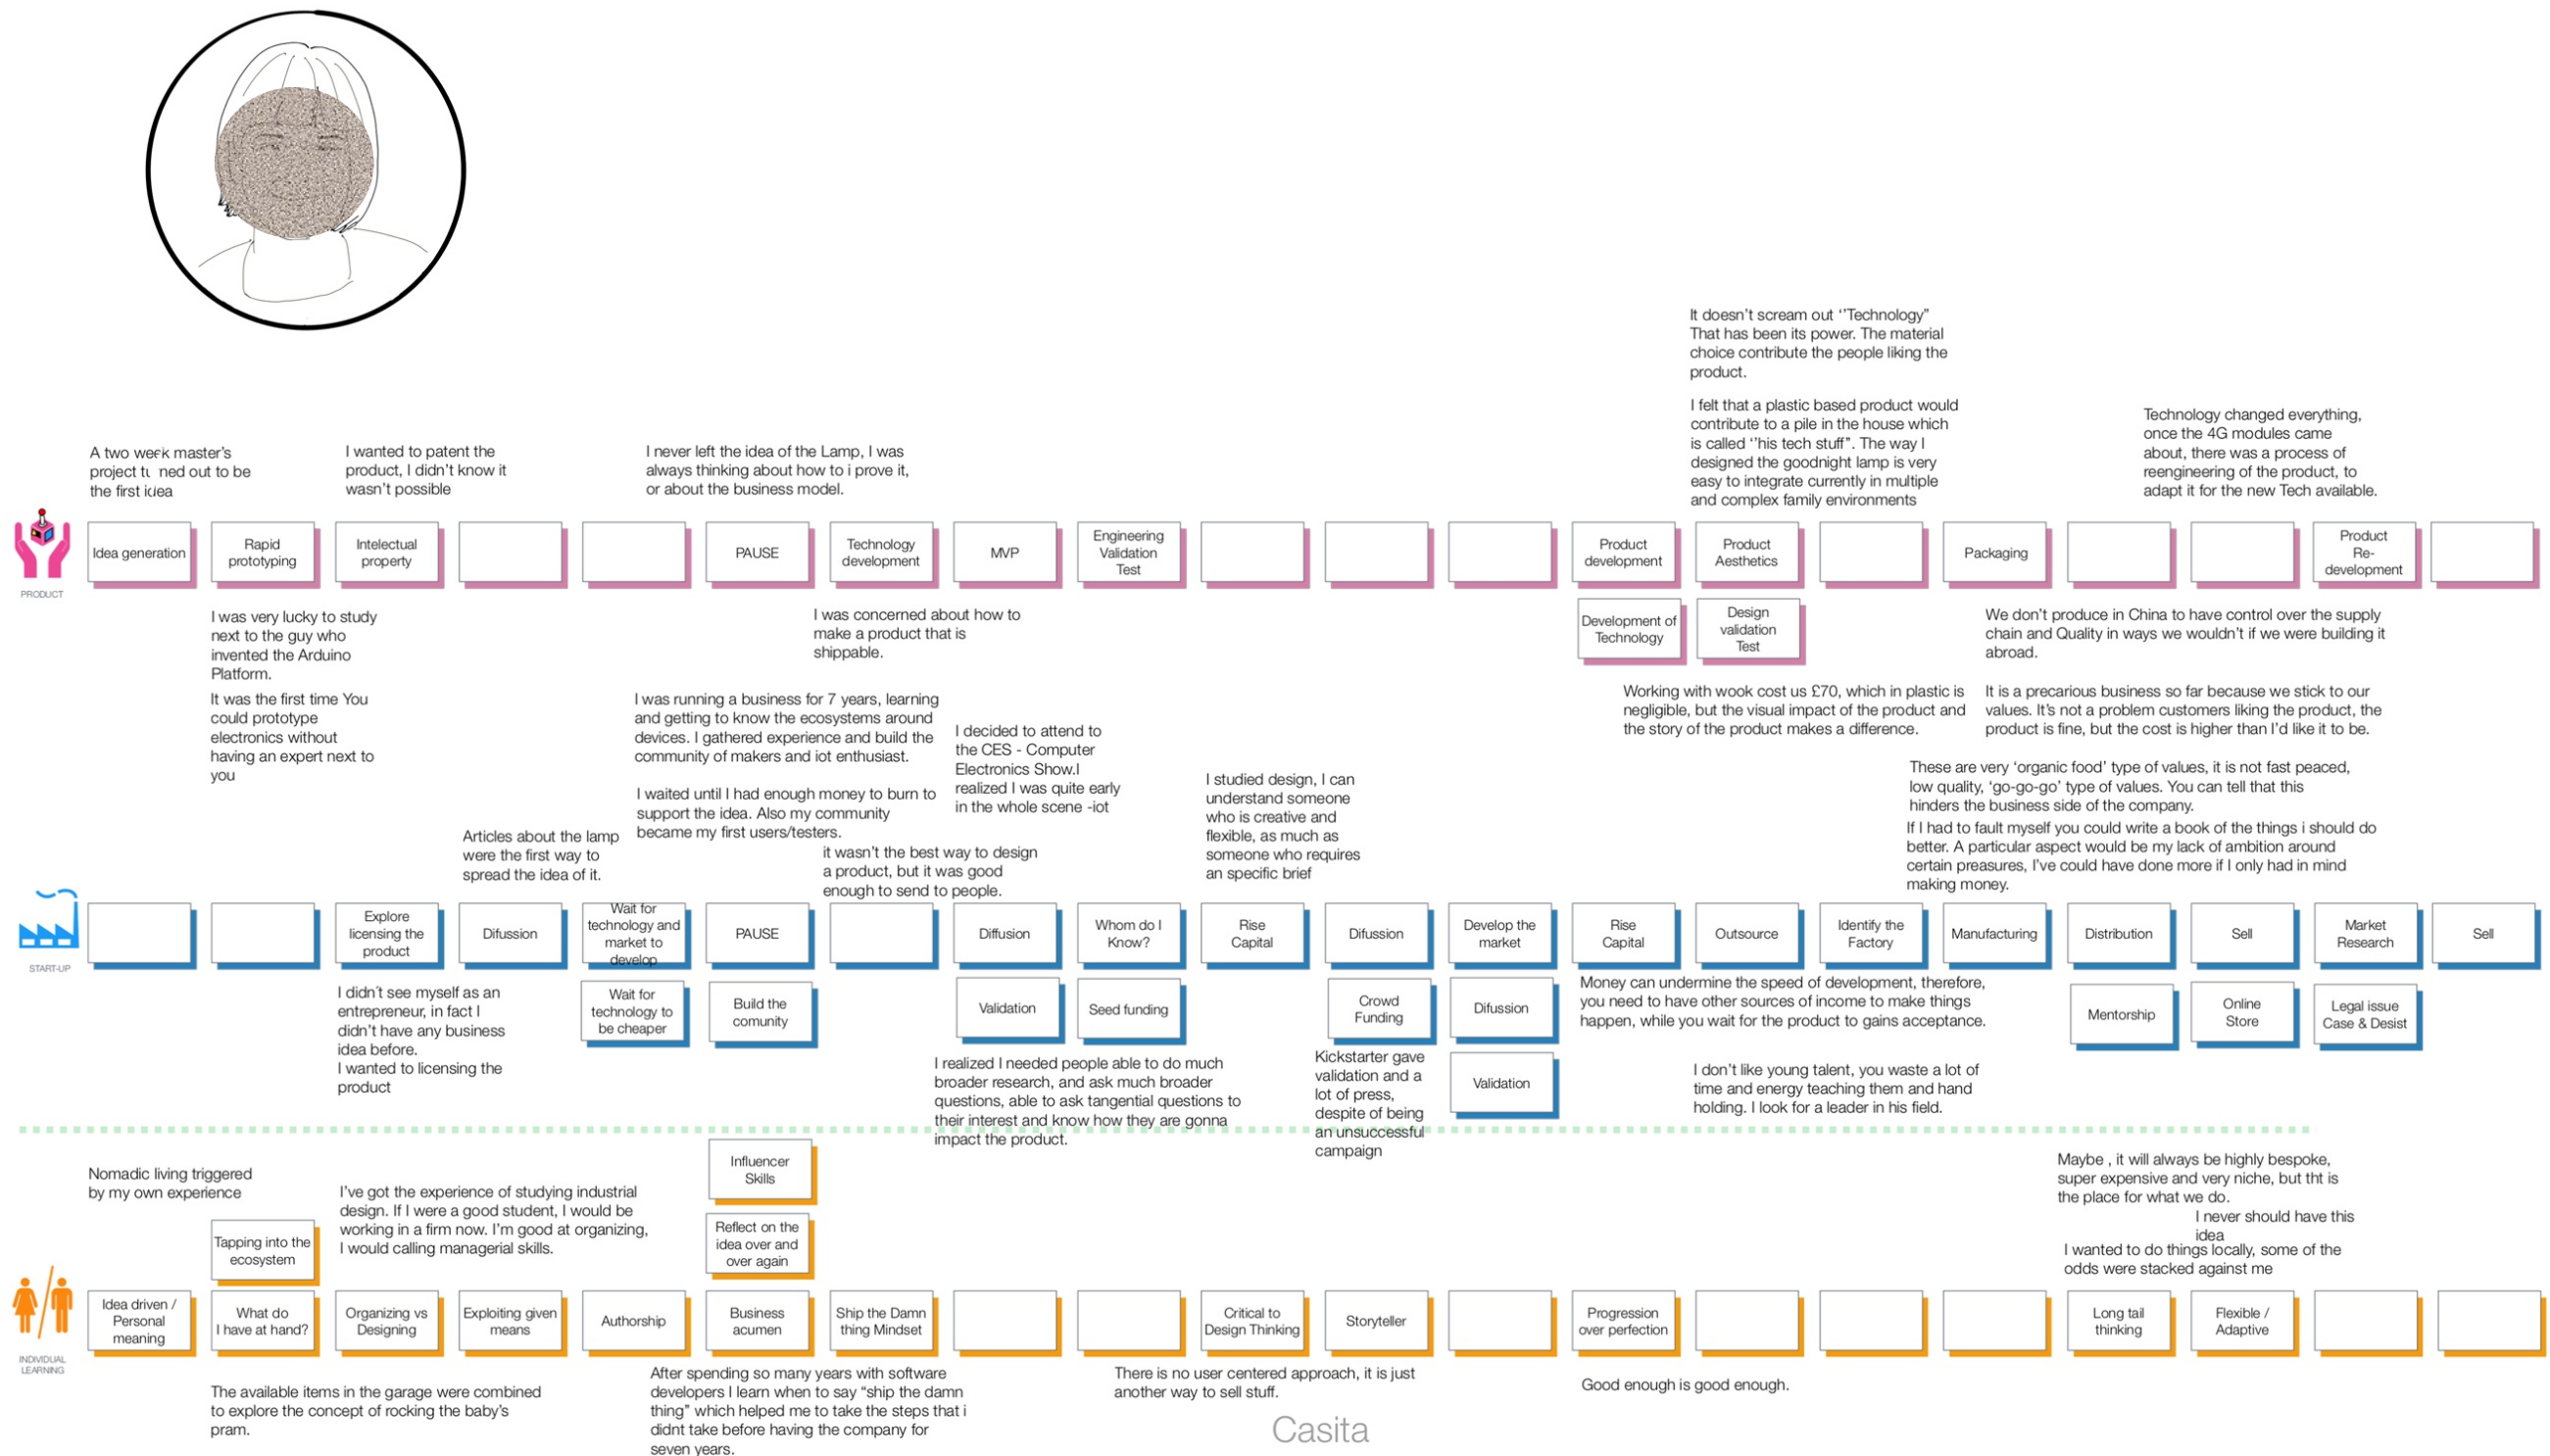 It doesn’t scream out ‘’Technology”
That has been its power. The material
choice contribute the people liking the
product.
I felt that a plastic based product would
contribute to a pile in the house which
is called ‘’his tech stuff”. The way I
designed the goodnight lamp is very
easy to integrate currently in multiple
and complex family environments
Technology changed everything,
once the 4G modules came
about, there was a process of
reengineering of the product, to
adapt it for the new Tech available.
A two week master’s
project tu ned out to be
the first idea
I wanted to patent the
product, I didn’t know it
wasn’t possible
I never left the idea of the Lamp, I was
always thinking about how to i prove it,
or about the business model.
PRODUCT
Idea generation
Rapid
prototyping
Intelectual
property
PAUSE
Technology
development
MVP
Engineering
Validation
Test
Product
development
Product
Aesthetics
Packaging
Product
Re-
development
Development of
Technology
Design
validation
Test
I was very lucky to study
next to the guy who
invented the Arduino
Platform.
It was the first time You
could prototype
electronics without
having an expert next to
you
I was concerned about how to
make a product that is
shippable.
We don’t produce in China to have control over the supply
chain and Quality in ways we wouldn’t if we were building it
abroad.
Working with wook cost us £70, which in plastic is
negligible, but the visual impact of the product and
the story of the product makes a difference.
It is a precarious business so far because we stick to our
values. It’s not a problem customers liking the product, the
product is fine, but the cost is higher than I’d like it to be.
I was running a business for 7 years, learning
and getting to know the ecosystems around
devices. I gathered experience and build the
community of makers and iot enthusiast.
I waited until I had enough money to burn to
support the idea. Also my community
became my first users/testers.
I decided to attend to
the CES - Computer
Electronics Show.I
realized I was quite early
in the whole scene -iot
I studied design, I can
understand someone
who is creative and
flexible, as much as
someone who requires
an specific brief
These are very ‘organic food’ type of values, it is not fast peaced,
low quality, ‘go-go-go’ type of values. You can tell that this
hinders the business side of the company.
If I had to fault myself you could write a book of the things i should do
better. A particular aspect would be my lack of ambition around
certain preasures, I’ve could have done more if I only had in mind
making money.
Articles about the lamp
were the first way to
spread the idea of it.
it wasn’t the best way to design
a product, but it was good
enough to send to people.
START-UP
Explore
licensing the
product
Difussion
Wait for
technology and
market to
develop
PAUSE
Diffusion
Whom do I
Know?
Rise
Capital
Difussion
Develop the
market
Rise
Capital
Outsource
Identify the
Factory
Manufacturing
Distribution
Sell
Market
Research
Sell
Wait for
technology to
be cheaper
Build the
comunity
Validation
Seed funding
Crowd
Funding
Difussion
Validation
Mentorship
Online
Store
Legal issue
Case & Desist
I didn´t see myself as an
entrepreneur, in fact I
didn’t have any business
idea before.
I wanted to licensing the
product
I realized I needed people able to do much
broader research, and ask much broader
questions, able to ask tangential questions to
their interest and know how they are gonna
impact the product.
Kickstarter gave
validation and a
lot of press,
despite of being
an unsuccessful
campaign
Money can undermine the speed of development, therefore,
you need to have other sources of income to make things
happen, while you wait for the product to gains acceptance.
I don’t like young talent, you waste a lot of
time and energy teaching them and hand
holding. I look for a leader in his field.
Nomadic living triggered
by my own experience
I’ve got the experience of studying industrial
design. If I were a good student, I would be
working in a firm now. I’m good at organizing,
I would calling managerial skills.
Influencer
Skills
Reflect on the
idea over and
over again
Tapping into the
ecosystem
Maybe , it will always be highly bespoke,
super expensive and very niche, but tht is
the place for what we do.
I never should have this
idea
I wanted to do things locally, some of the
odds were stacked against me
INDIVIDUAL
LEARNING
Idea driven /
Personal
meaning
What do
I have at hand?
Organizing vs
Designing
Exploiting given
means
Authorship
Business
acumen
Ship the Damn
thing Mindset
Critical to
Design Thinking
Storyteller
Progression
over perfection
Long tail
thinking
Flexible /
Adaptive
The available items in the garage were combined
to explore the concept of rocking the baby’s
pram.
After spending so many years with software
developers I learn when to say “ship the damn
thing” which helped me to take the steps that i
didnt take before having the company for
seven years.
There is no user centered approach, it is just
another way to sell stuff.
Good enough is good enough.
Casita